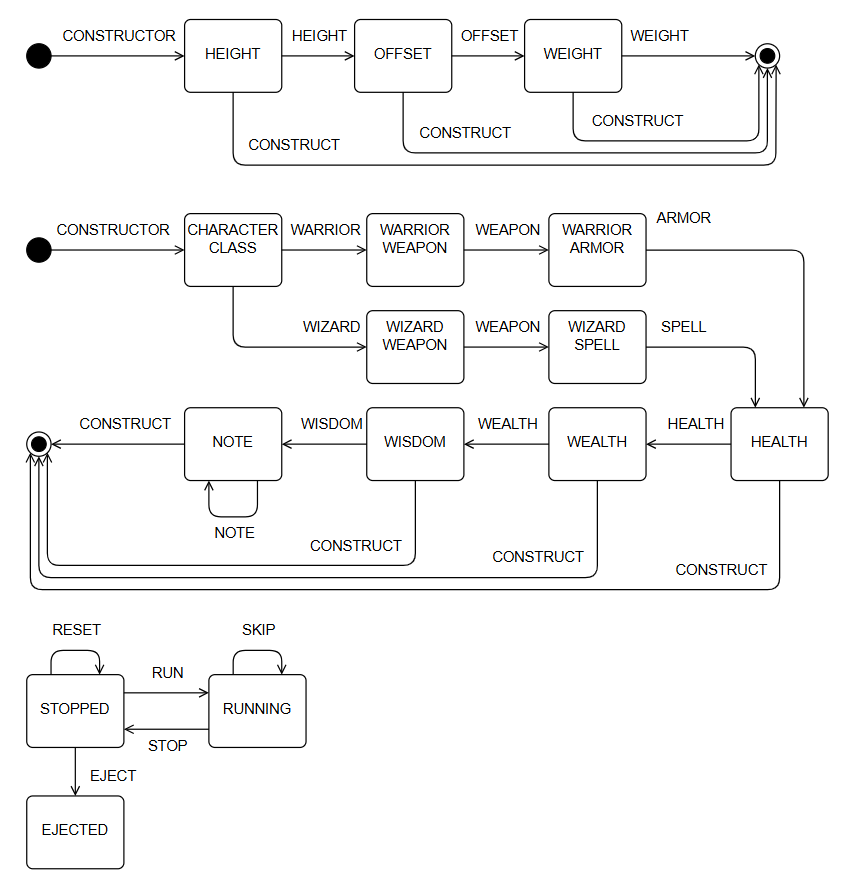 CONSTRUCTOR
HEIGHT
HEIGHT
OFFSET
OFFSET
WEIGHT
WEIGHT
CONSTRUCT
CONSTRUCT
CONSTRUCT
CONSTRUCTOR
CHARACTER
CLASS
WARRIOR
WARRIOR
WEAPON
WEAPON
WARRIOR
ARMOR
ARMOR
WIZARD
WIZARD
WEAPON
WEAPON
WIZARD
SPELL
SPELL
CONSTRUCT
NOTE
WISDOM
WISDOM
WEALTH
WEALTH
HEALTH
HEALTH
NOTE
CONSTRUCT
CONSTRUCT
CONSTRUCT
RESET
SKIP
STOPPED
RUN
RUNNING
STOP
EJECT
EJECTED